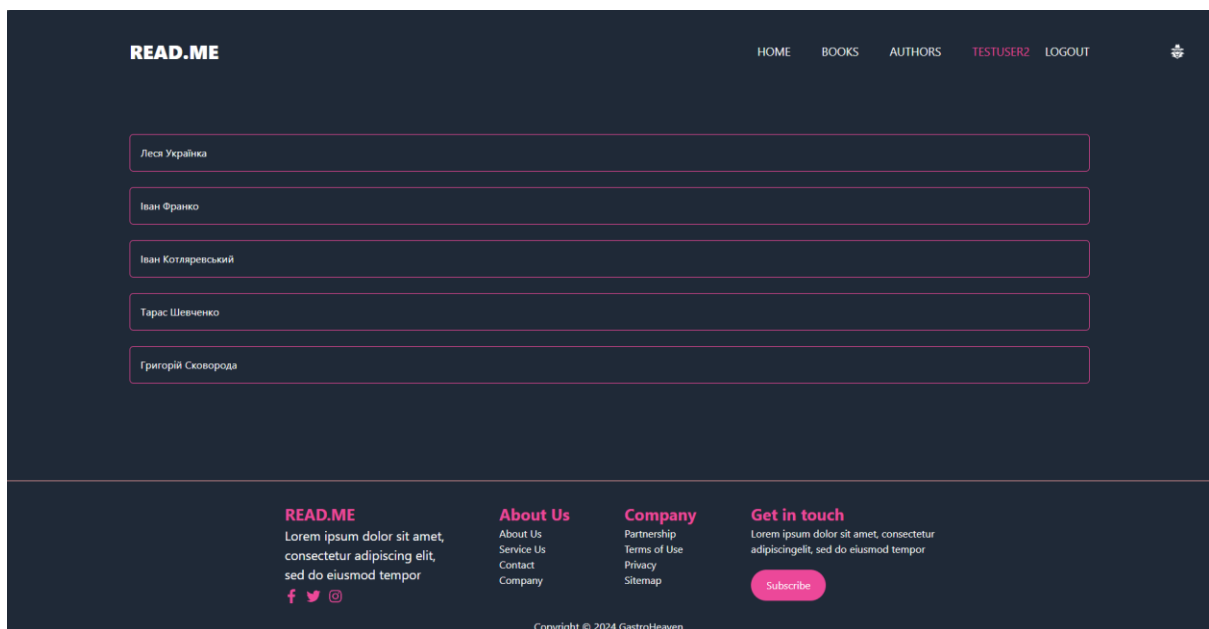 READ.ME
HOME BOOKS AUTHORS TESTUSER2 LOGOUT
Леся Українка
Іван Франко
Іван Котляревський
Тарас Шевченко
Григорій Сковорода
READ.ME
Lorem ipsum dolor sit amet,
consectetur adipiscing elit,
sed do eiusmod tempor
About Us
About Us
Service Us
Contact
Company
Company
Partnership
Terms of Use
Privacy
Sitemap
Get in touch
Lorem ipsum dolor sit amet, consectetur
adipiscingelit, sed do eiusmod tempor
Subscribe
Copyright © 2024 GastroHeaven